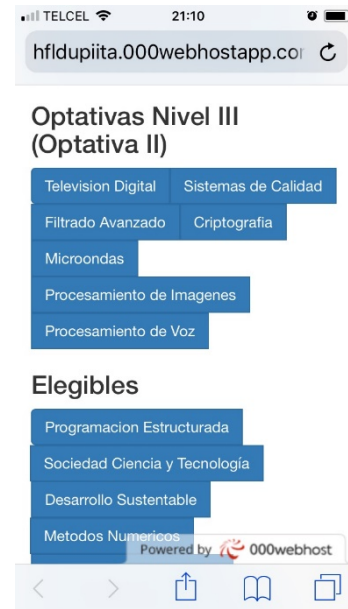 TELCEL 21:10
hfldupiita.000webhostapp.cor
Optativas Nivel III
(Optativa II)
Television Digital Sistemas de Calidad
Filtrado Avanzado Criptografia
Microondas
Procesamiento de Imagenes
Procesamiento de Voz
Elegibles
Programacion Estructurada
Sociedad Ciencia y Tecnología
Desarrollo Sustentable
Metodos Numericos
Powered by 000webhost